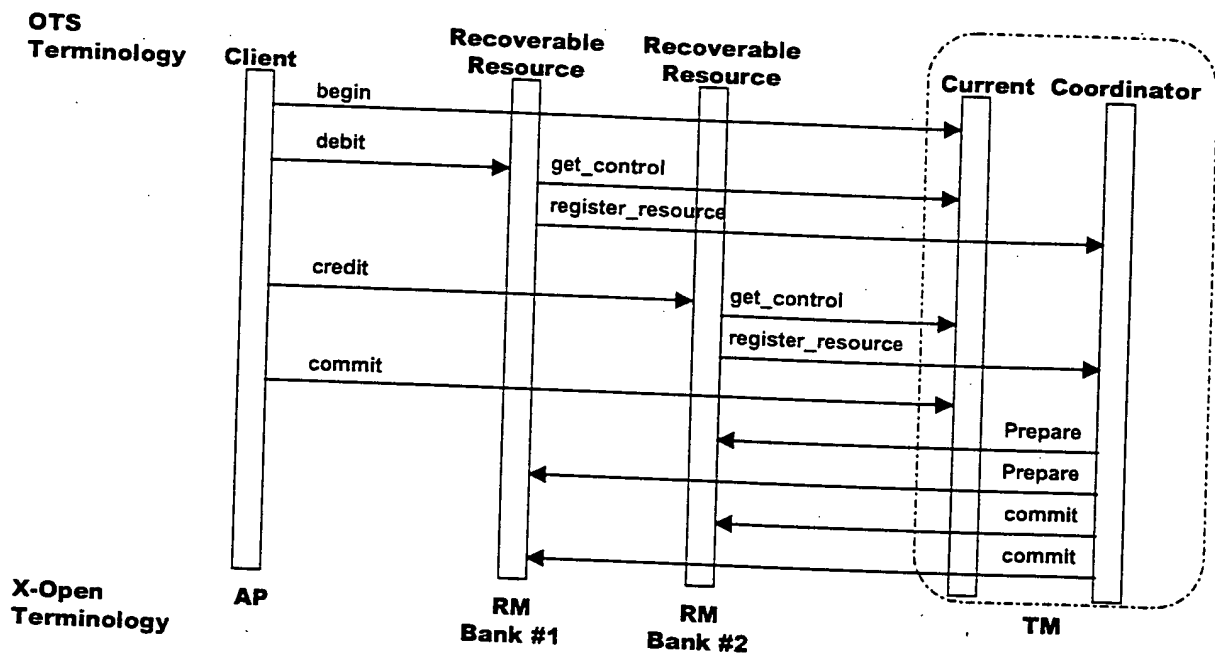 OTS
Terminology
Client
Recoverable
Resource
Recoverable
Resource
Current Coordinator
begin
debit
get_control
register_resource
credit
get_control
register_resource
commit
Prepare
Prepare
commit
commit
X-Open
Terminology
AP
RM
Bank #1
RM
Bank #2
TM